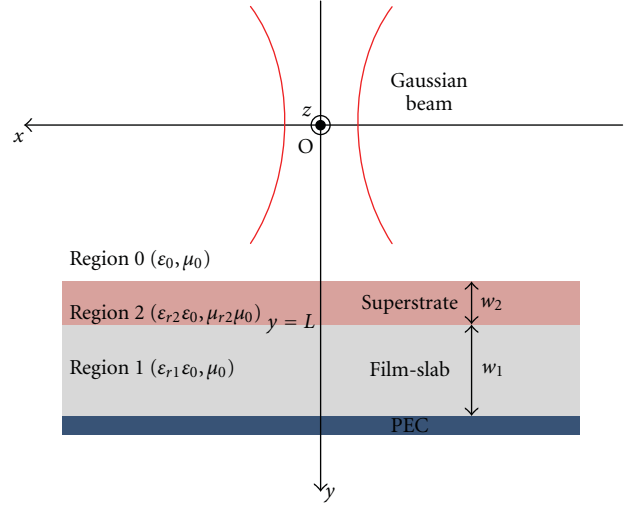 Gaussian
beam
z
x
O
Region 0 (ε₀, μ₀)
Superstrate w₂
Region 2 (εᵣ₂ε₀, μᵣ₂μ₀)
y = L
Region 1 (εᵣ₁ε₀, μ₀) Film-slab w₁
PEC
y